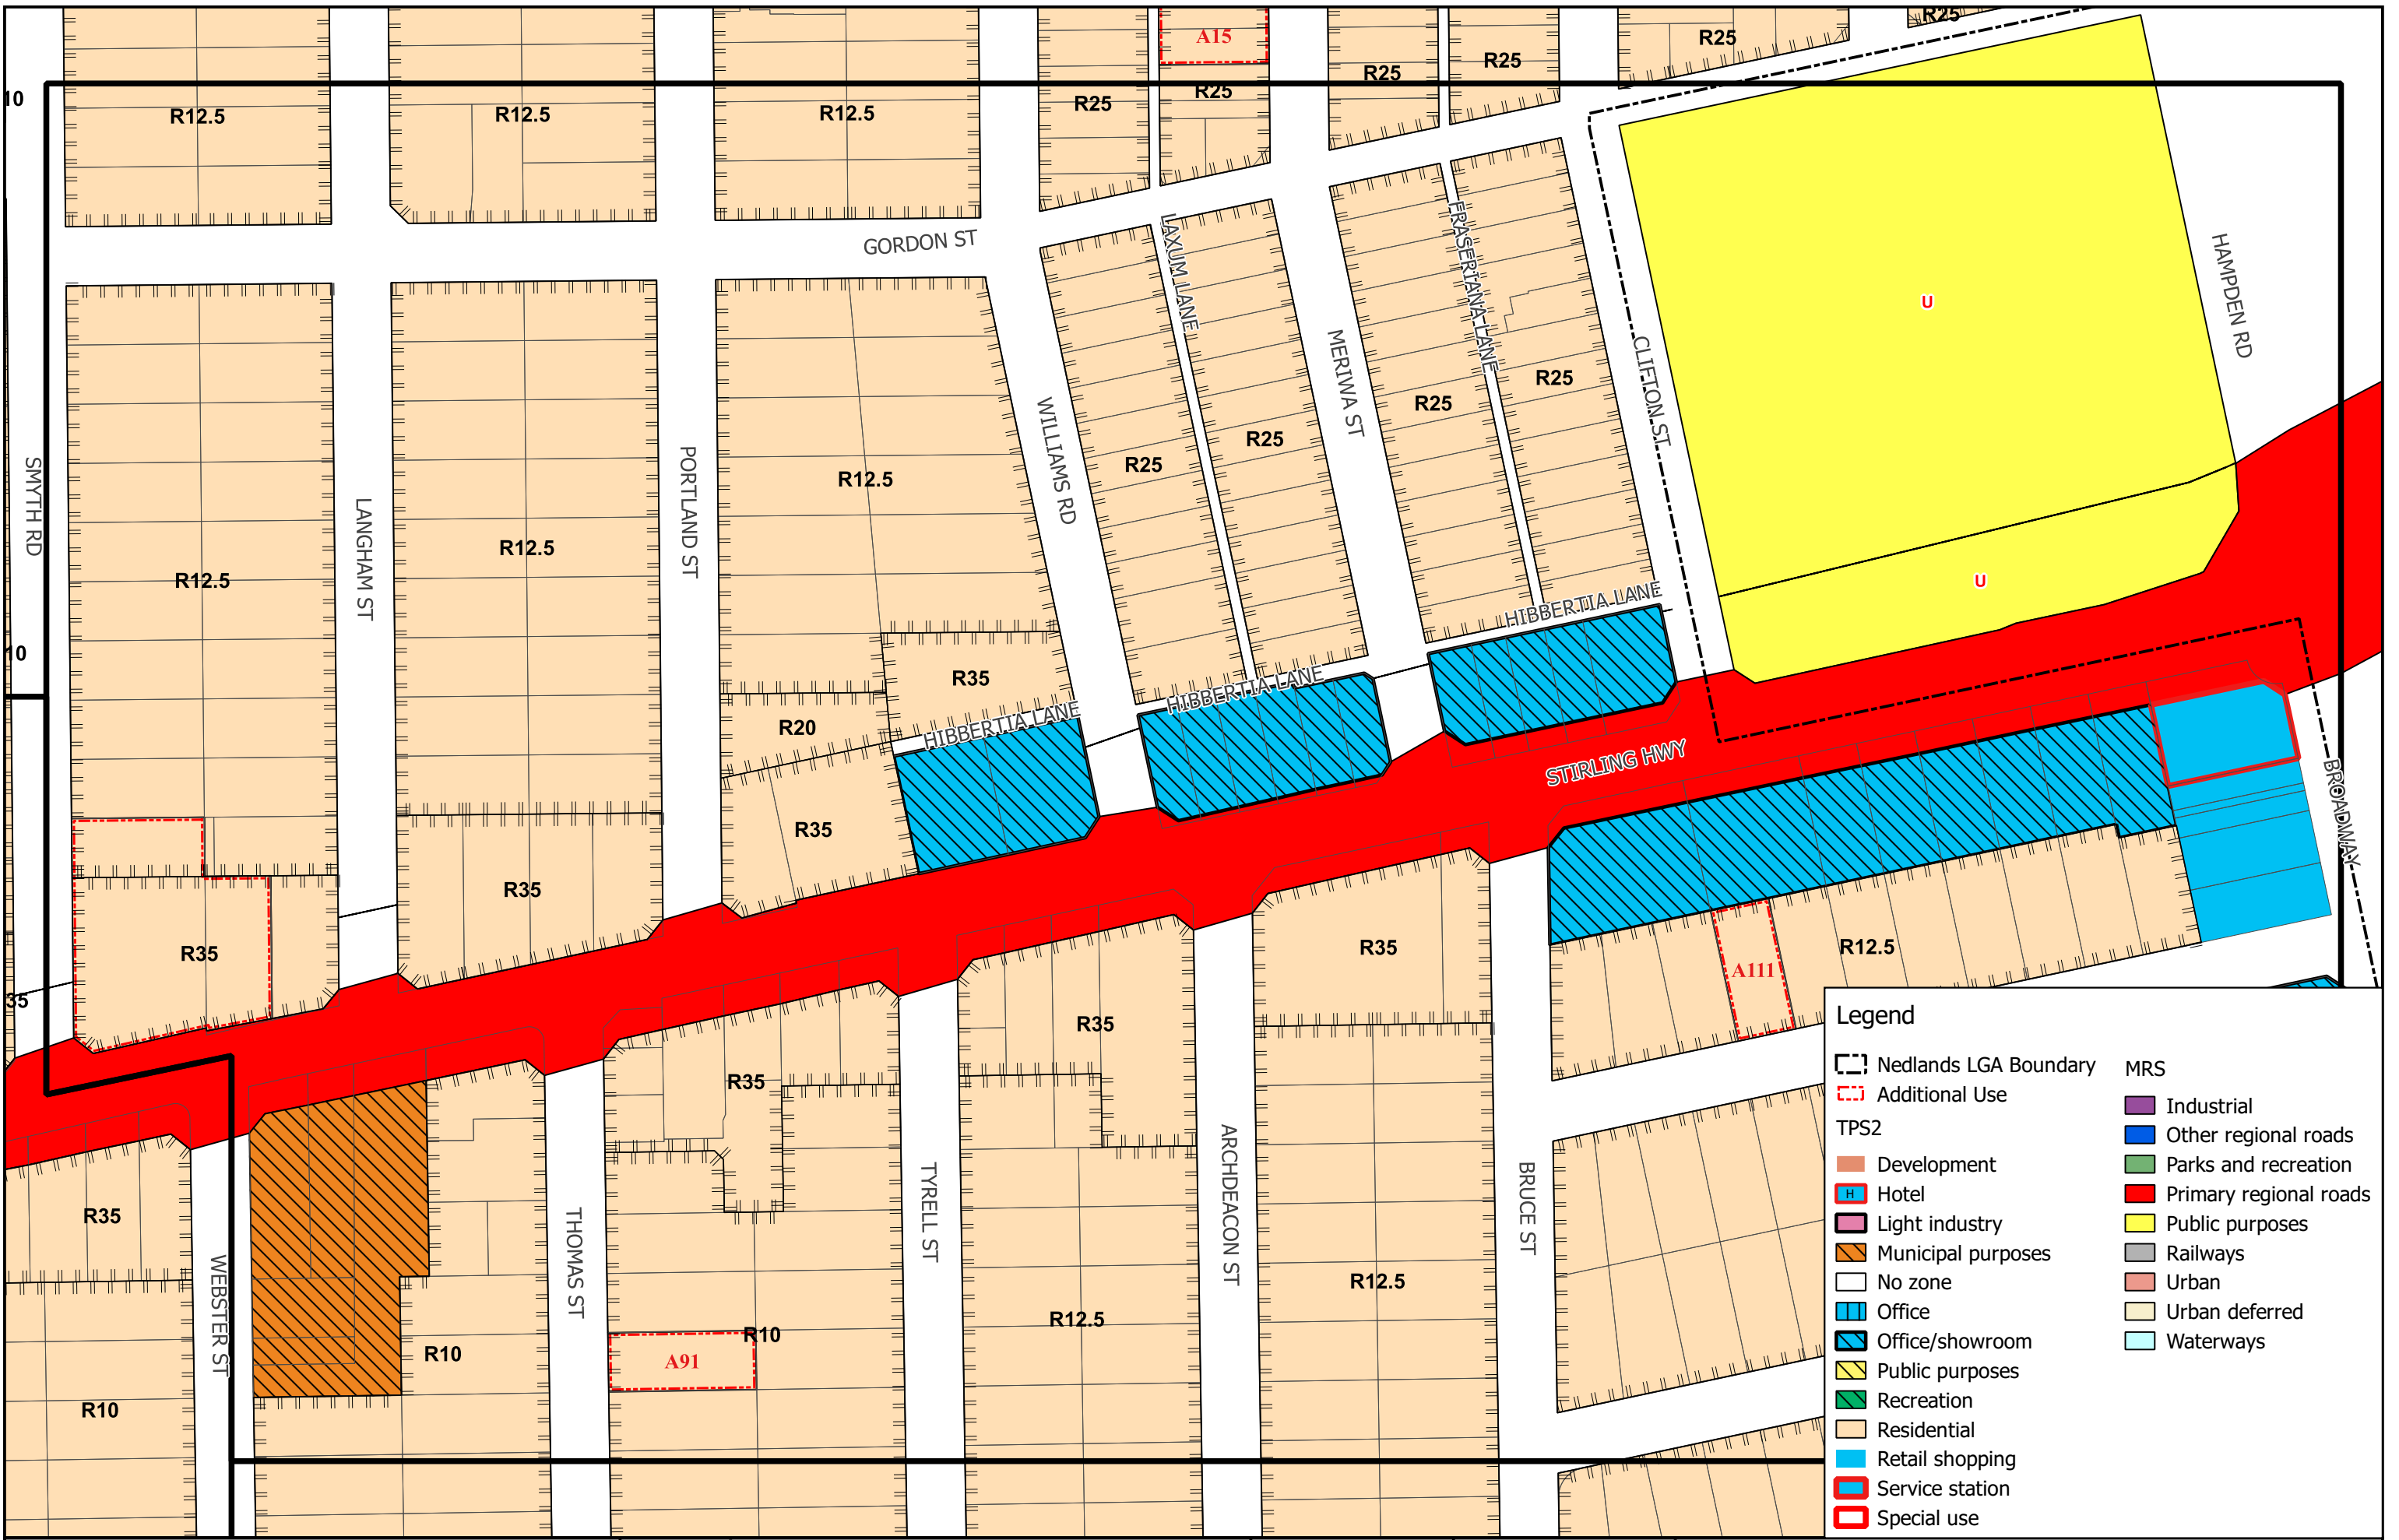 R25
A15
R25
R25
R25
10
R25
R25
R12.5
R12.5
R12.5
GORDON ST
LAXUM LANE
FRASERIANA LANE
HAMPDEN RD
U
MERIWA ST
CLIFTON ST
R25
R25
WILLIAMS RD
R25
R25
SMYTH RD
LANGHAM ST
PORTLAND ST
R12.5
R12.5
R12.5
U
HIBBERTIA LANE
10
R35
HIBBERTIA LANE
HIBBERTIA LANE
R20
STIRLING HWY
BROADWAY
R35
R35
R35
R35
R12.5
A111
35
R35
R35
ARCHDEACON ST
BRUCE ST
TYRELL ST
THOMAS ST
R35
WEBSTER ST
R12.5
R12.5
R10
R10
A91
R10
Legend
Nedlands LGA Boundary
Additional Use
TPS2
Development
H
Hotel
Light industry
Municipal purposes
No zone
Office
Office/showroom
Public purposes
Recreation
Residential
Retail shopping
Service station
Special use
MRS
Industrial
Other regional roads
Parks and recreation
Primary regional roads
Public purposes
Railways
Urban
Urban deferred
Waterways